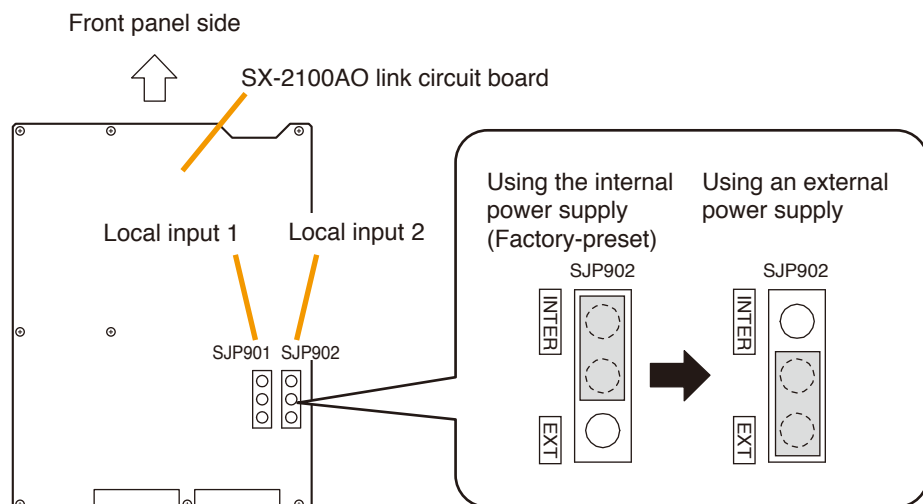 Front panel side
SX-2100AO link circuit board
Local input 1
Local input 2
SJP901
SJP902
Using the internal
power supply
(Factory-preset)
SJP902
INTER
EXT
Using an external
power supply
SJP902
INTER
EXT